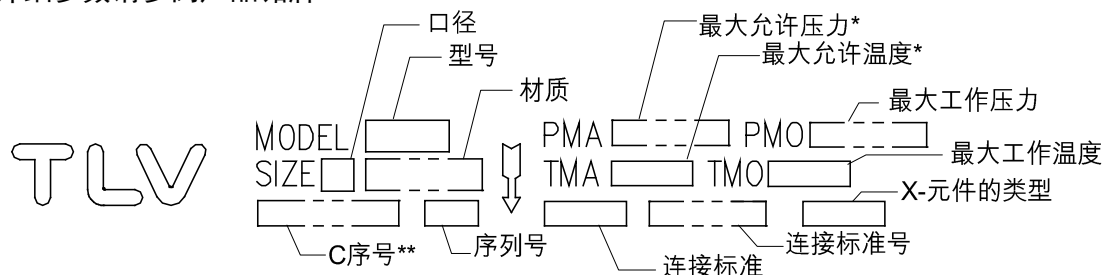 口径
最大允许压力*
型号
最大允许温度*
材质
最大工作压力
MODEL
PMA
PMO
TLV
SIZE
TMA
TMO
最大工作温度
X-元件的类型
C序号**
序列号
连接标准
连接标准号